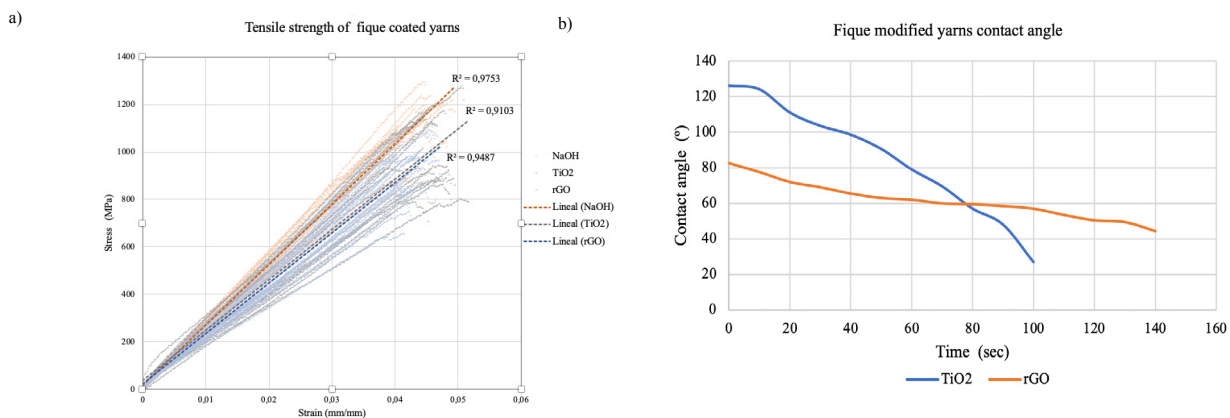 a)
Tensile strength of fique coated yarns
1400
1200
1000
800
600
400
200
0
Stress (MPa)
0
0,01
0,02
0,03
0,04
0,05
0,06
Strain (mm/mm)
R² = 0,9753
R² = 0,9103
R² = 0,9487
NaOH
TiO2
rGO
Lineal (NaOH)
Lineal (TiO2)
Lineal (rGO)
b)
Fique modified yarns contact angle
140
120
100
80
60
40
20
0
Contact angle (º)
0
20
40
60
80
100
120
140
160
Time (sec)
TiO2
rGO